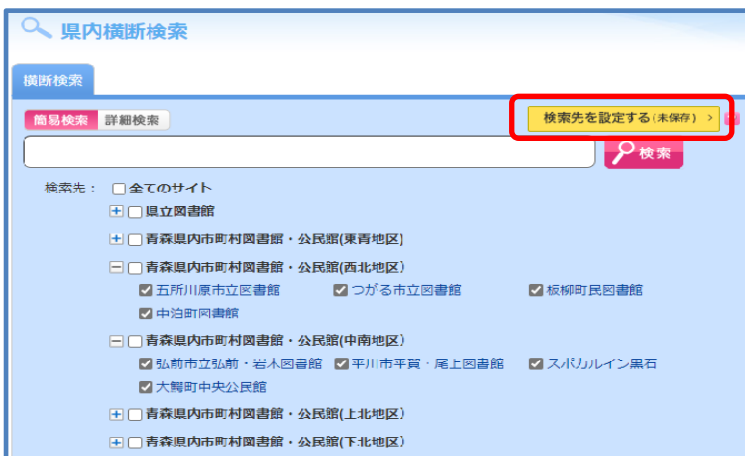 県内横断検索
横断検索
簡易検索 詳細検索
検索先を設定する(未保存) >
検索
検索先： 全てのサイト
県立図書館
青森県内市町村図書館・公民館(東青地区)
青森県内市町村図書館・公民館(西北地区)
五所川原市立図書館 つがる市立図書館 板柳町民図書館
中泊町図書館
青森県内市町村図書館・公民館(中南地区)
弘前市立弘前・岩木図書館 平川市平賀・尾上図書館 スポカルイン黒石
大鰐町中央公民館
青森県内市町村図書館・公民館(上北地区)
青森県内市町村図書館・公民館(下北地区)